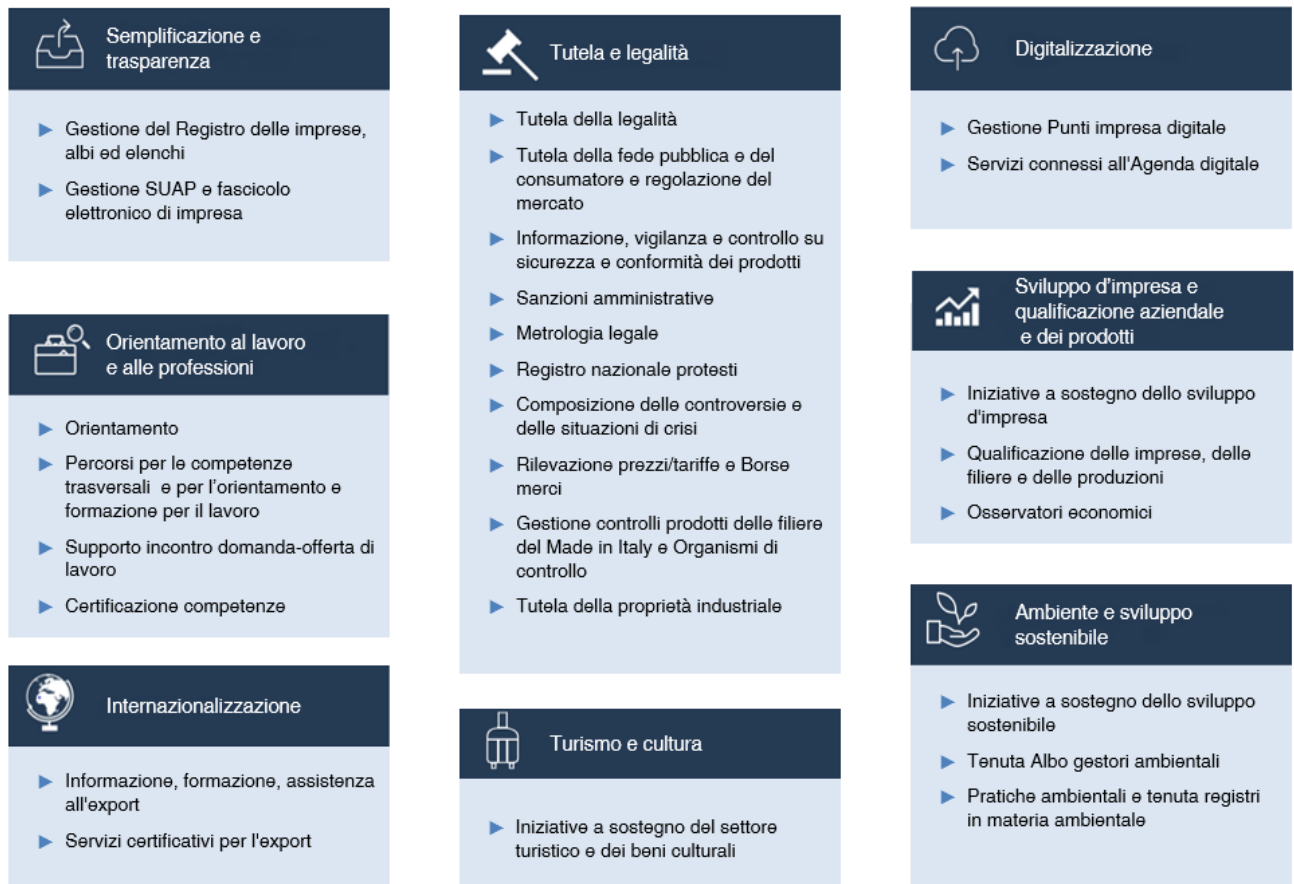 Semplificazione e
trasparenza
Gestione del Registro delle imprese,
albi ed elenchi
Gestione SUAP e fascicolo
elettronico di impresa
Orientamento al lavoro
e alle professioni
Orientamento
Percorsi per le competenze
trasversali e per l'orientamento e
formazione per il lavoro
Supporto incontro domanda-offerta di
lavoro
Certificazione competenze
Internazionalizzazione
Informazione, formazione, assistenza
all'export
Servizi certificativi per l'export
Tutela e legalità
Tutela della legalità
Tutela della fede pubblica e del
consumatore e regolazione del
mercato
Informazione, vigilanza e controllo su
sicurezza e conformità dei prodotti
Sanzioni amministrative
Metrologia legale
Registro nazionale protesti
Composizione delle controversie e
delle situazioni di crisi
Rilevazione prezzi/tariffe e Borse
merci
Gestione controlli prodotti delle filiere
del Made in Italy e Organismi di
controllo
Tutela della proprietà industriale
Turismo e cultura
Iniziative a sostegno del settore
turistico e dei beni culturali
Digitalizzazione
Gestione Punti impresa digitale
Servizi connessi all'Agenda digitale
Sviluppo d'impresa e
qualificazione aziendale
e dei prodotti
Iniziative a sostegno dello sviluppo
d'impresa
Qualificazione delle imprese, delle
filiere e delle produzioni
Osservatori economici
Ambiente e sviluppo
sostenibile
Iniziative a sostegno dello sviluppo
sostenibile
Tenuta Albo gestori ambientali
Pratiche ambientali e tenuta registri
in materia ambientale